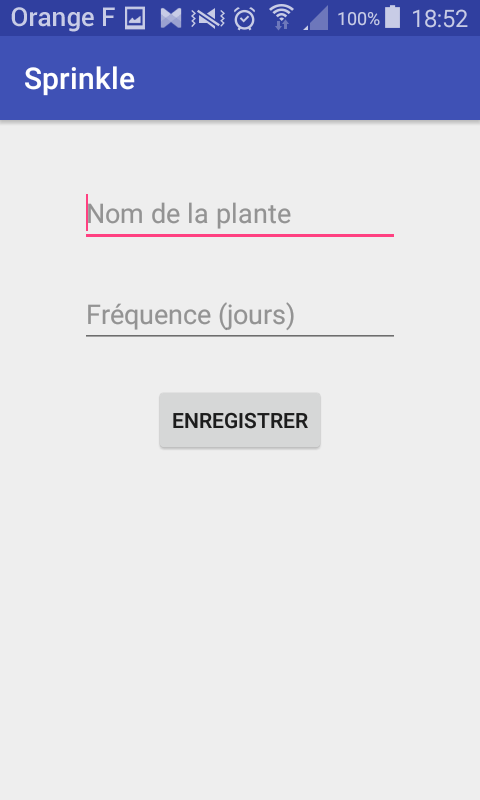 Orange F 100% 18:52
Sprinkle
Nom de la plante
Fréquence (jours)
ENREGISTRER